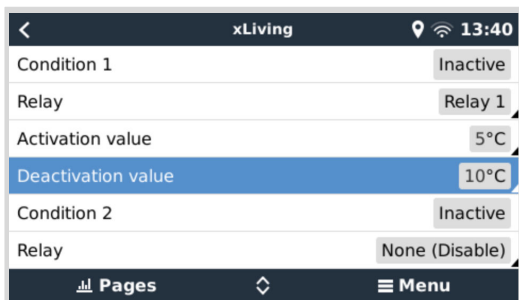 xLiving 13:40
Condition 1 Inactive
Relay Relay 1
Activation value 5°C
Deactivation value 10°C
Condition 2 Inactive
Relay None (Disable)
Pages Menu